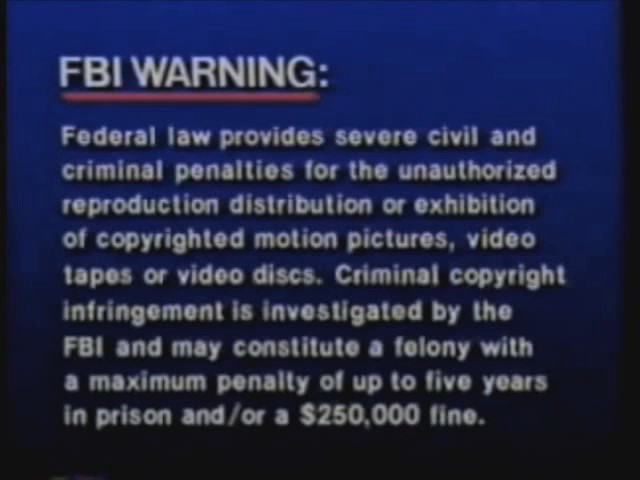 FBI WARNING:
Federal law provides severe civil and
criminal penalties for the unauthorized
reproduction distribution or exhibition
of copyrighted motion pictures, video
tapes or video discs. Criminal copyright
infringement is investigated by the
FBI and may constitute a felony with
a maximum penalty of up to five years
in prison and/or a $250,000 fine.